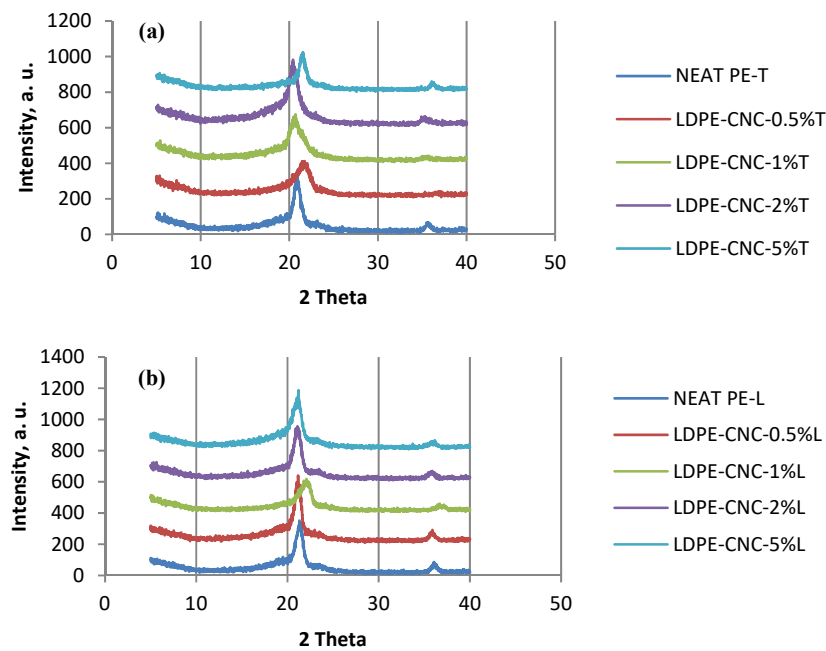 (a)
Intensity, a. u.
1200
1000
800
600
400
200
0
0 10 20 30 40 50
2 Theta
NEAT PE-T
LDPE-CNC-0.5%T
LDPE-CNC-1%T
LDPE-CNC-2%T
LDPE-CNC-5%T
(b)
Intensity, a. u.
1400
1200
1000
800
600
400
200
0
0 10 20 30 40 50
2 Theta
NEAT PE-L
LDPE-CNC-0.5%L
LDPE-CNC-1%L
LDPE-CNC-2%L
LDPE-CNC-5%L